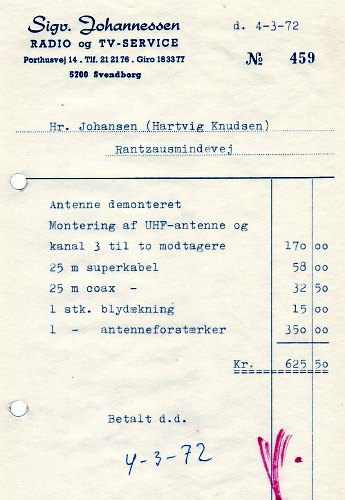 Sigv. Johannessen
RADIO og TV-SERVICE
Porthusvej 14 . Tlf. 21 21 76 . Giro 183377
5700 Svendborg
d. 4-3-72
№ 459
Hr. Johansen (Hartvig Knudsen)
Rantzausmindevej
Antenne demonteret
Montering af UHF-antenne og
kanal 3 til to modtagere 170 00
25 m superkabel 58 00
25 m coax - 32 50
1 stk. blydækning 15 00
1 - antenneforstærker 350 00
Kr. 625 50
Betalt d.d.
4-3-72